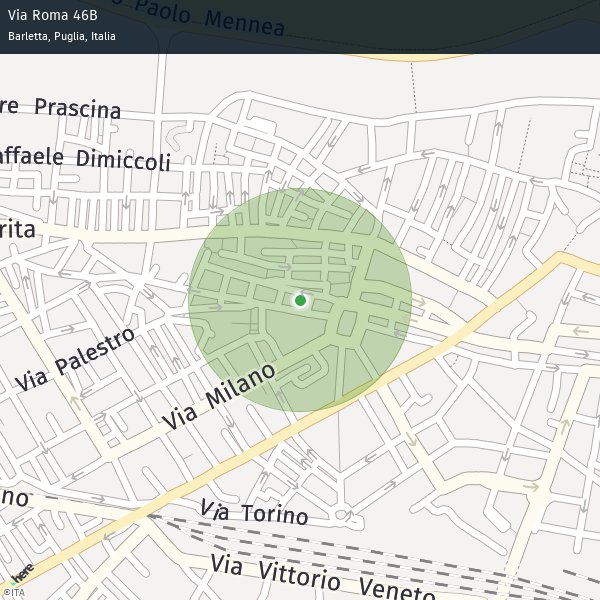 Via Roma 46B
Barletta, Puglia, Italia
Paolo Mennea
re Prascina
affaele Dimiccoli
rita
Via Palestro
Via Milano
no
Via Torino
Via Vittorio Veneto
here
©ITA